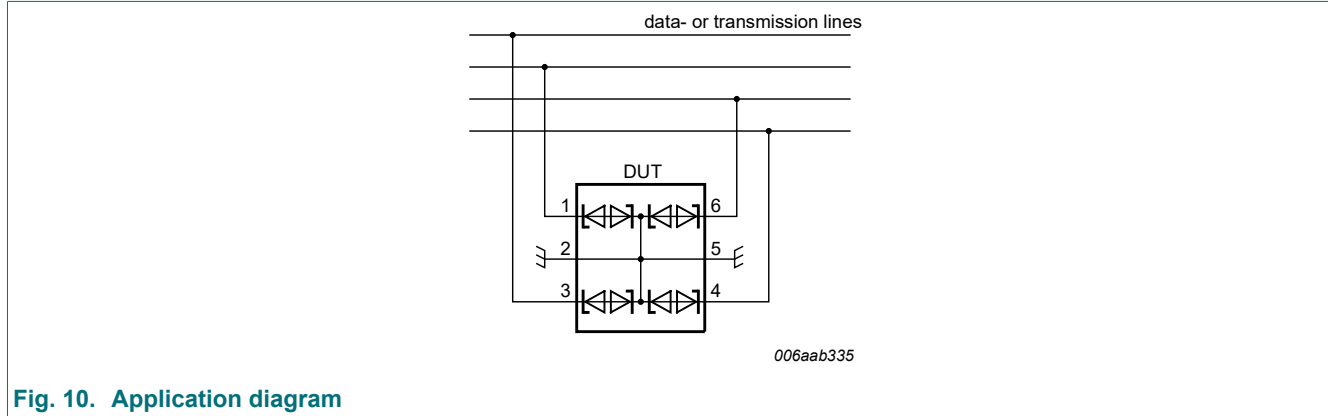 data- or transmission lines
DUT
1
6
2
5
3
4
006aab335
Fig. 10. Application diagram